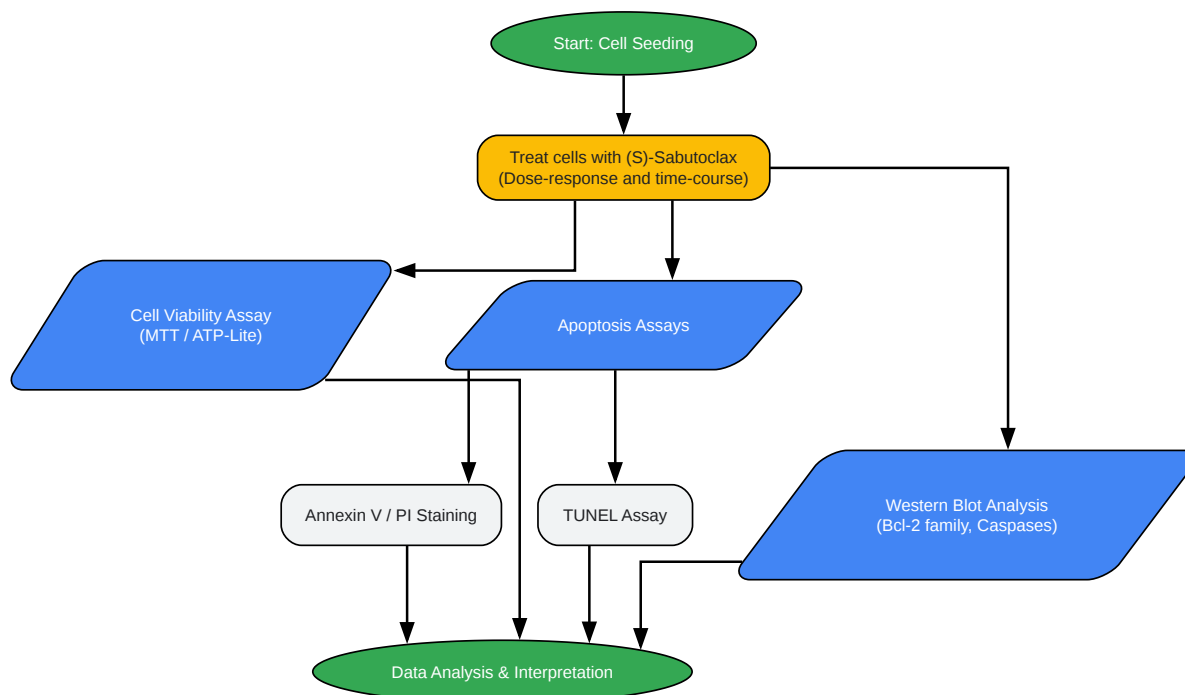 Start: Cell Seeding
Treat cells with (S)-Sabutoclax
(Dose-response and time-course)
Cell Viability Assay
(MTT / ATP-Lite)
Apoptosis Assays
Annexin V / PI Staining
TUNEL Assay
Western Blot Analysis
(Bcl-2 family, Caspases)
Data Analysis & Interpretation